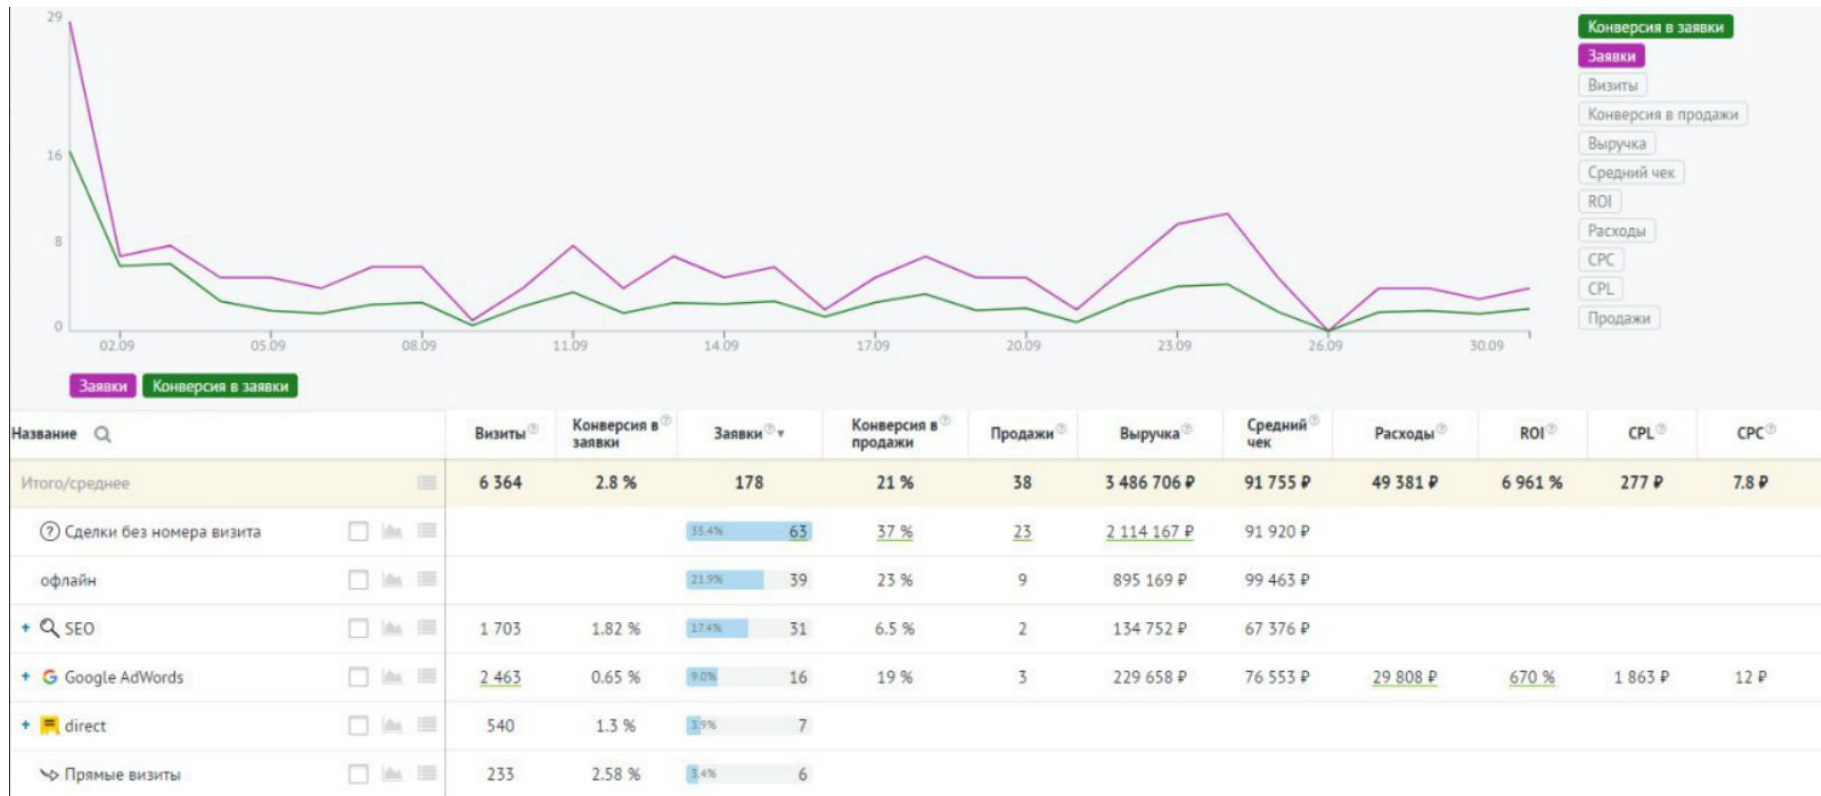 29
16
8
0
02.09 05.09 08.09 11.09 14.09 17.09 20.09 23.09 26.09 30.09
Конверсия в заявки
Заявки
Визиты
Конверсия в продажи
Выручка
Средний чек
ROI
Расходы
CPC
CPL
Продажи
Заявки Конверсия в заявки
Название Визиты Конверсия в заявки Заявки Конверсия в продажи Продажи Выручка Средний чек Расходы ROI CPL CPC
Итого/среднее 6 364 2.8 % 178 21 % 38 3 486 706 ₽ 91 755 ₽ 49 381 ₽ 6 961 % 277 ₽ 7.8 ₽
Сделки без номера визита 35.4% 63 37 % 23 2 114 167 ₽ 91 920 ₽
офлайн 21.9% 39 23 % 9 895 169 ₽ 99 463 ₽
+ SEO 1 703 1.82 % 17.4% 31 6.5 % 2 134 752 ₽ 67 376 ₽
+ Google AdWords 2 463 0.65 % 9.0% 16 19 % 3 229 658 ₽ 76 553 ₽ 29 808 ₽ 670 % 1 863 ₽ 12 ₽
+ direct 540 1.3 % 3.9% 7
Прямые визиты 233 2.58 % 3.4% 6